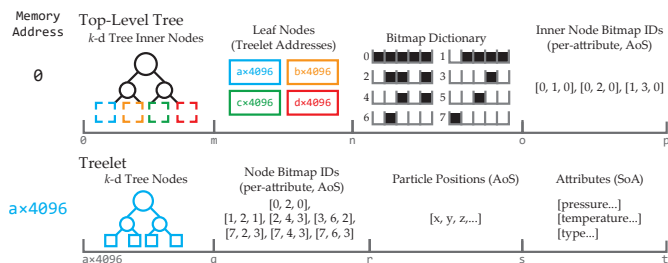 Memory
Address
Top-Level Tree
k-d Tree Inner Nodes
Leaf Nodes
(Treelet Addresses)
Bitmap Dictionary
Inner Node Bitmap IDs
(per-attribute, AoS)
0
a×4096
b×4096
c×4096
d×4096
0
1
2
3
4
5
6
7
[0, 1, 0], [0, 2, 0], [1, 3, 0]
0
m
n
o
p
Treelet
k-d Tree Nodes
Node Bitmap IDs
(per-attribute, AoS)
Particle Positions (AoS)
Attributes (SoA)
a×4096
[0, 2, 0],
[1, 2, 1], [2, 4, 3], [3, 6, 2],
[7, 2, 3], [7, 4, 3], [7, 6, 3]
[x, y, z,...]
[pressure...]
[temperature...]
[type...]
a×4096
q
r
s
t